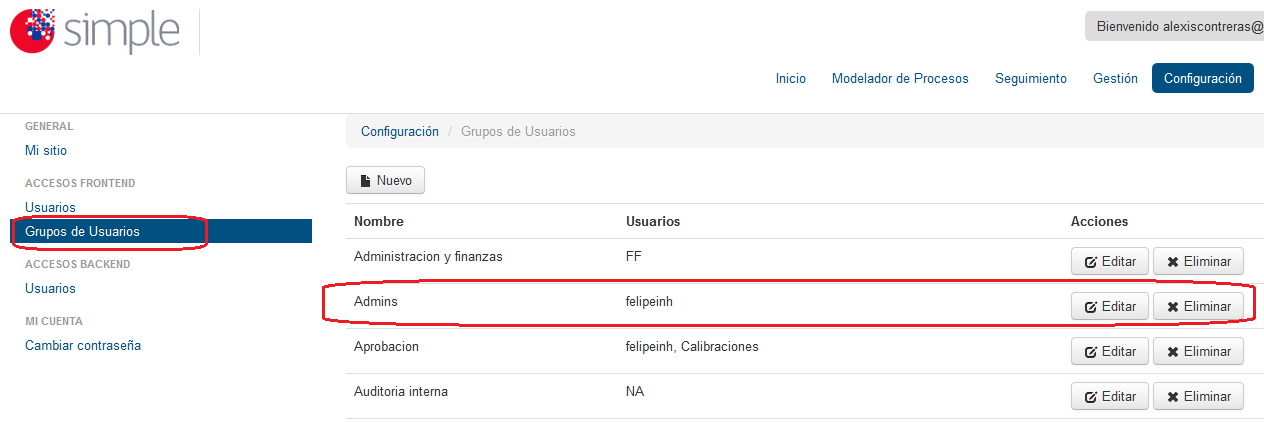 simple
Bienvenido alexiscontreras@
Inicio Modelador de Procesos Seguimiento Gestión Configuración
GENERAL
Mi sitio
ACCESOS FRONTEND
Usuarios
Grupos de Usuarios
ACCESOS BACKEND
Usuarios
MI CUENTA
Cambiar contraseña
Configuración / Grupos de Usuarios
Nuevo
Nombre Usuarios Acciones
Administracion y finanzas FF Editar Eliminar
Admins felipeinh Editar Eliminar
Aprobacion felipeinh, Calibraciones Editar Eliminar
Auditoria interna NA Editar Eliminar